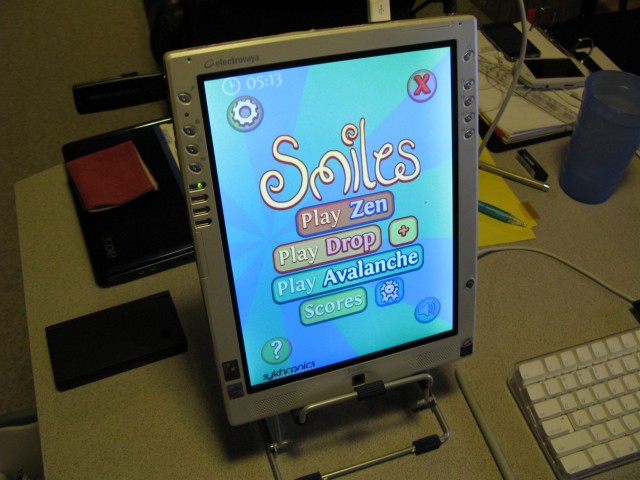 electrovaya
05:13
X
Smiles
Play Zen
Play Drop +
Play Avalanche
Scores
?
sykhronics